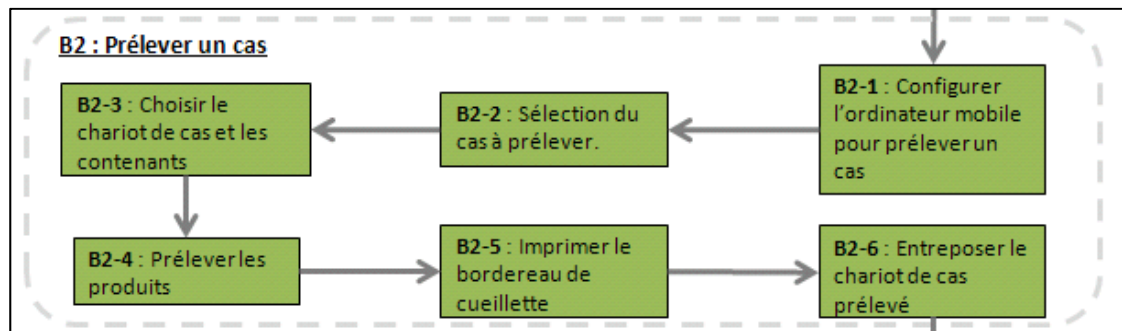 B2 : Prélever un cas
B2-1 : Configurer
l'ordinateur mobile
pour prélever un
cas
B2-2 : Sélection du
cas à prélever.
B2-3 : Choisir le
chariot de cas et les
contenants
B2-4 : Prélever les
produits
B2-5 : Imprimer le
bordereau de
cueillette
B2-6 : Entreposer le
chariot de cas
prélevé